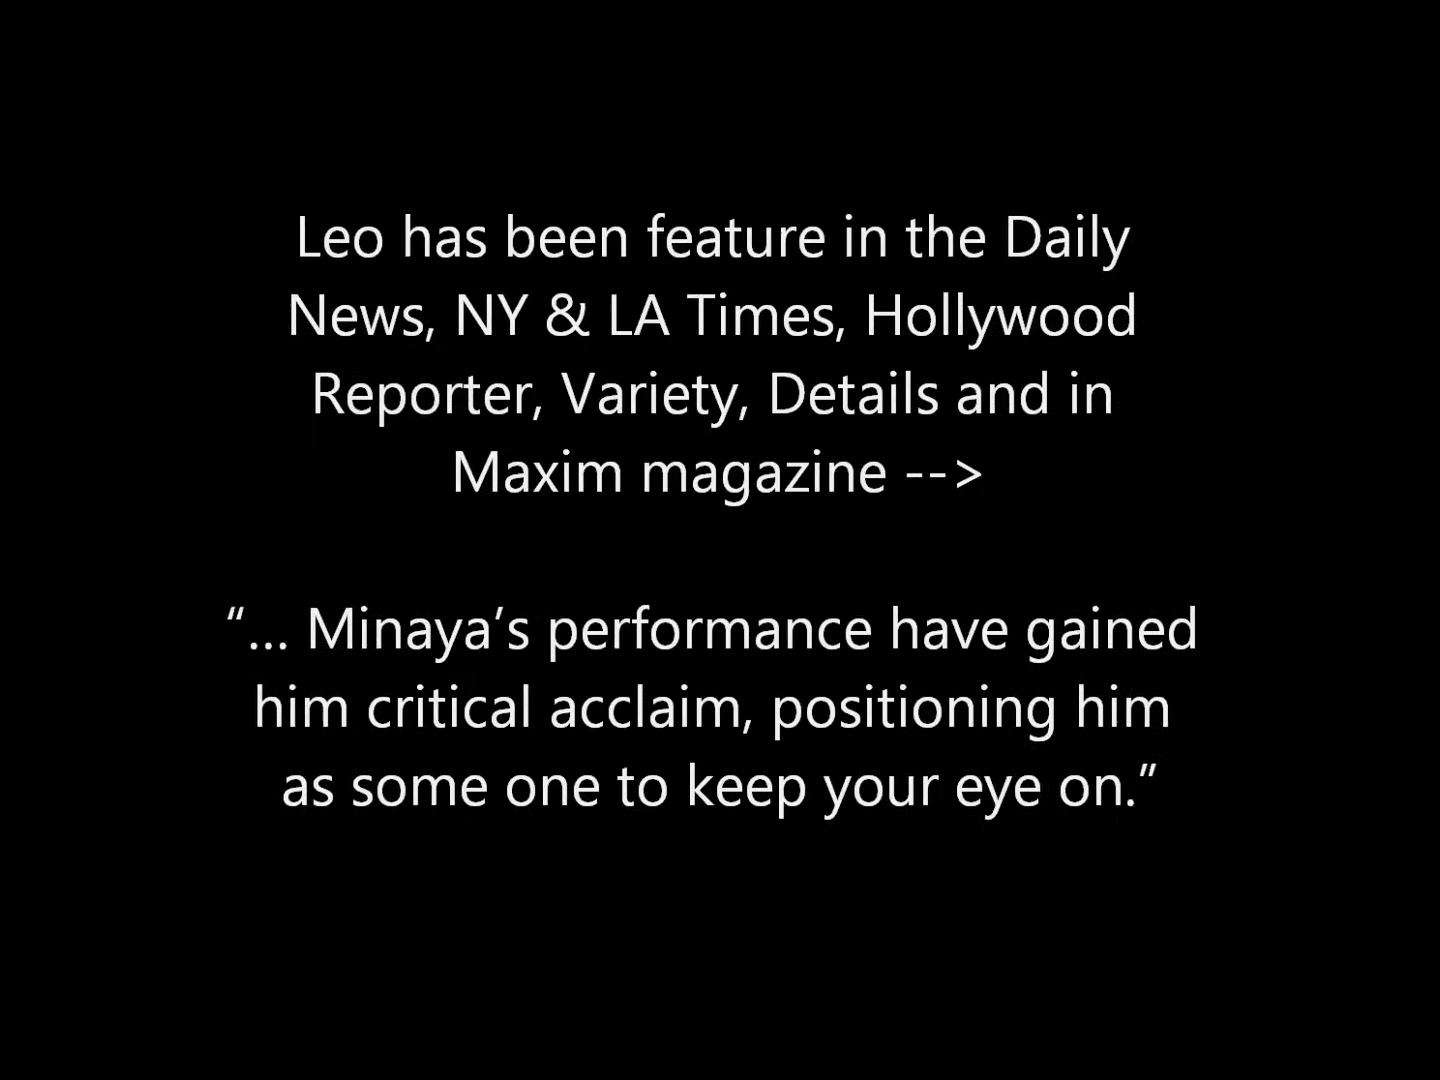 Leo has been feature in the Daily
News, NY & LA Times, Hollywood
Reporter, Variety, Details and in
Maxim magazine -->
“... Minaya’s performance have gained
him critical acclaim, positioning him
as some one to keep your eye on.”